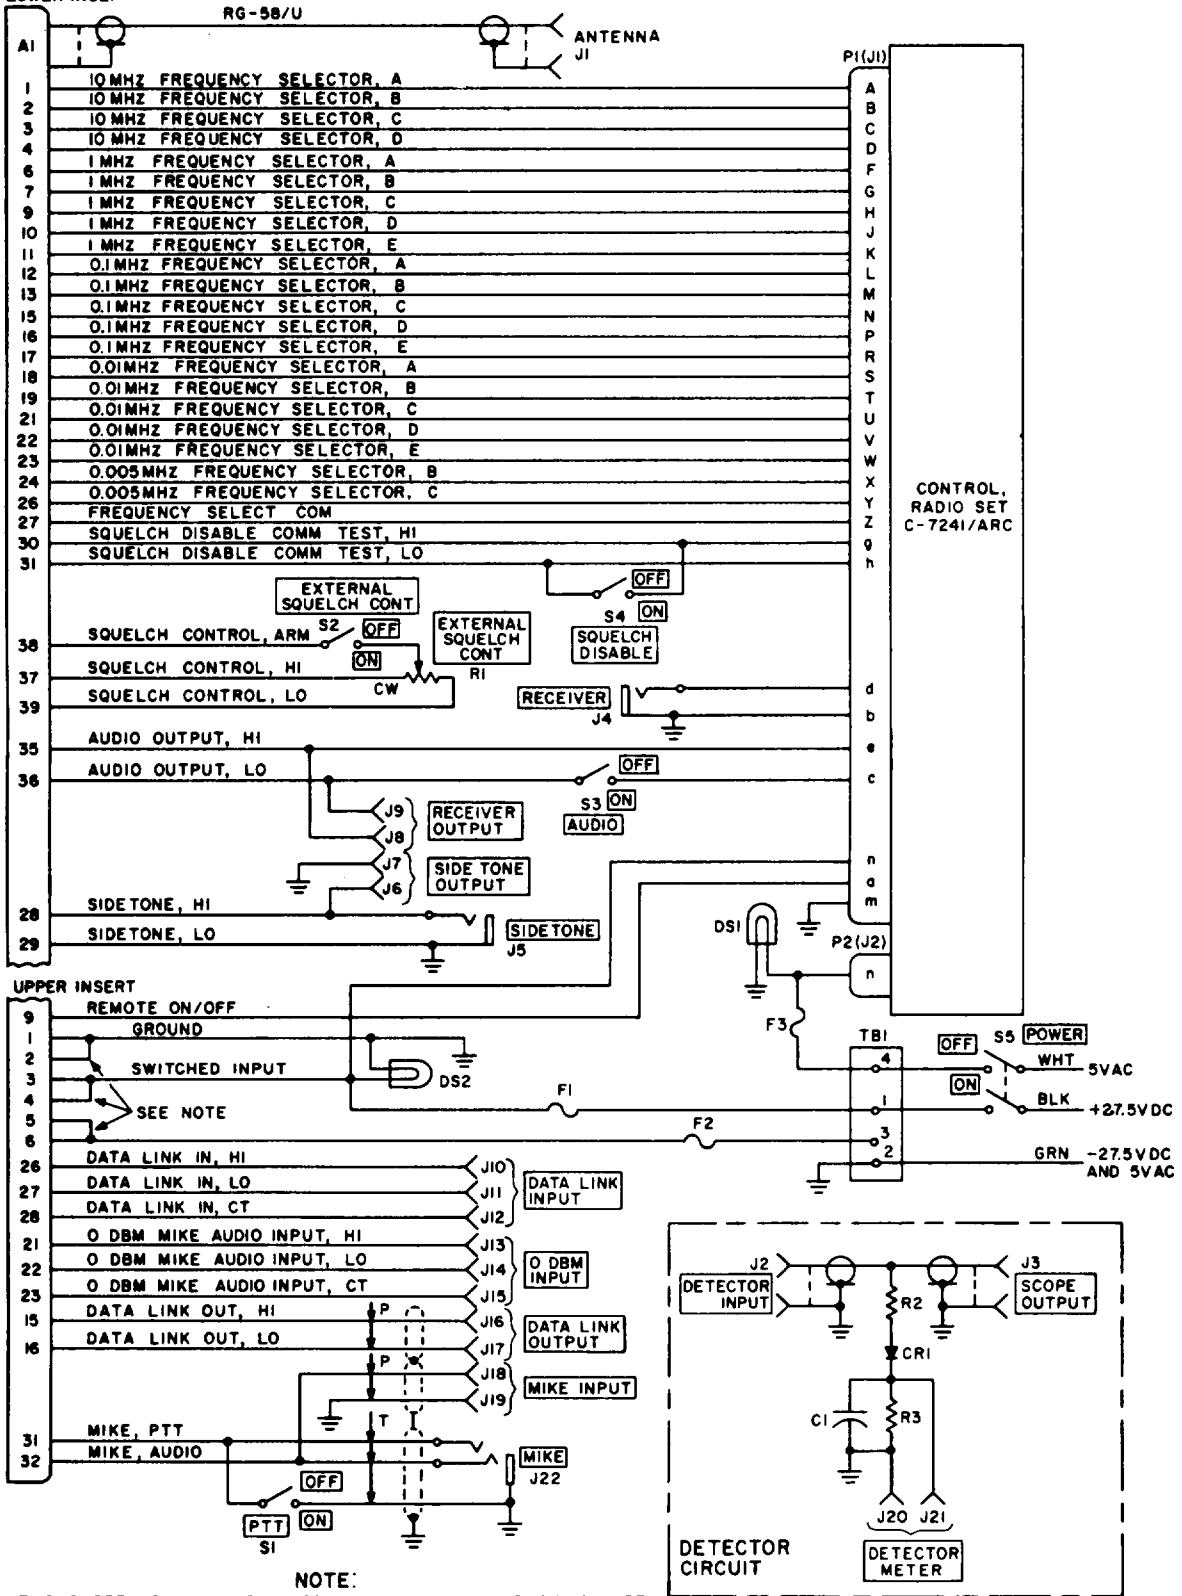 RG-58/U
A1
ANTENNA
J1
P1(J1)
1 10 MHZ FREQUENCY SELECTOR, A A
2 10 MHZ FREQUENCY SELECTOR, B B
3 10 MHZ FREQUENCY SELECTOR, C C
4 10 MHZ FREQUENCY SELECTOR, D D
6 1 MHZ FREQUENCY SELECTOR, A F
7 1 MHZ FREQUENCY SELECTOR, B G
9 1 MHZ FREQUENCY SELECTOR, C H
10 1 MHZ FREQUENCY SELECTOR, D J
11 1 MHZ FREQUENCY SELECTOR, E K
12 0.1 MHZ FREQUENCY SELECTOR, A L
13 0.1 MHZ FREQUENCY SELECTOR, B M
15 0.1 MHZ FREQUENCY SELECTOR, C N
16 0.1 MHZ FREQUENCY SELECTOR, D P
17 0.1 MHZ FREQUENCY SELECTOR, E R
18 0.01 MHZ FREQUENCY SELECTOR, A S
19 0.01 MHZ FREQUENCY SELECTOR, B T
21 0.01 MHZ FREQUENCY SELECTOR, C U
22 0.01 MHZ FREQUENCY SELECTOR, D V
23 0.01 MHZ FREQUENCY SELECTOR, E W
24 0.005 MHZ FREQUENCY SELECTOR, B X
26 0.005 MHZ FREQUENCY SELECTOR, C Y
27 FREQUENCY SELECT COM Z
30 SQUELCH DISABLE COMM TEST, HI g
31 SQUELCH DISABLE COMM TEST, LO h
CONTROL,
RADIO SET
C-7241/ARC
OFF
S4 ON
SQUELCH
DISABLE
EXTERNAL
SQUELCH CONT
38 SQUELCH CONTROL, ARM S2 OFF
ON
EXTERNAL
SQUELCH
CONT
R1
37 SQUELCH CONTROL, HI CW
39 SQUELCH CONTROL, LO
RECEIVER
J4
d
b
35 AUDIO OUTPUT, HI e
36 AUDIO OUTPUT, LO OFF c
S3 ON
AUDIO
J9
J8
RECEIVER
OUTPUT
J7
J6
SIDE TONE
OUTPUT
n
a
m
28 SIDETONE, HI
29 SIDETONE, LO
SIDETONE
J5
DS1
P2(J2)
n
UPPER INSERT
9 REMOTE ON/OFF
1 GROUND
2
3 SWITCHED INPUT
4
SEE NOTE
5
6
DS2
F1
F2
F3
TB1
4
1
3
2
OFF S5 POWER
ON
WHT 5VAC
BLK +27.5VDC
GRN -27.5VDC
AND 5VAC
26 DATA LINK IN, HI J10
27 DATA LINK IN, LO J11
28 DATA LINK IN, CT J12
DATA LINK
INPUT
21 0 DBM MIKE AUDIO INPUT, HI J13
22 0 DBM MIKE AUDIO INPUT, LO J14
23 0 DBM MIKE AUDIO INPUT, CT J15
0 DBM
INPUT
15 DATA LINK OUT, HI P J16
16 DATA LINK OUT, LO J17
DATA LINK
OUTPUT
P J18
J19
MIKE INPUT
T
31 MIKE, PTT
32 MIKE, AUDIO
MIKE
J22
OFF
PTT ON
S1
J2
DETECTOR
INPUT
J3
SCOPE
OUTPUT
R2
CR1
C1
R3
J20 J21
DETECTOR
METER
DETECTOR
CIRCUIT
NOTE: